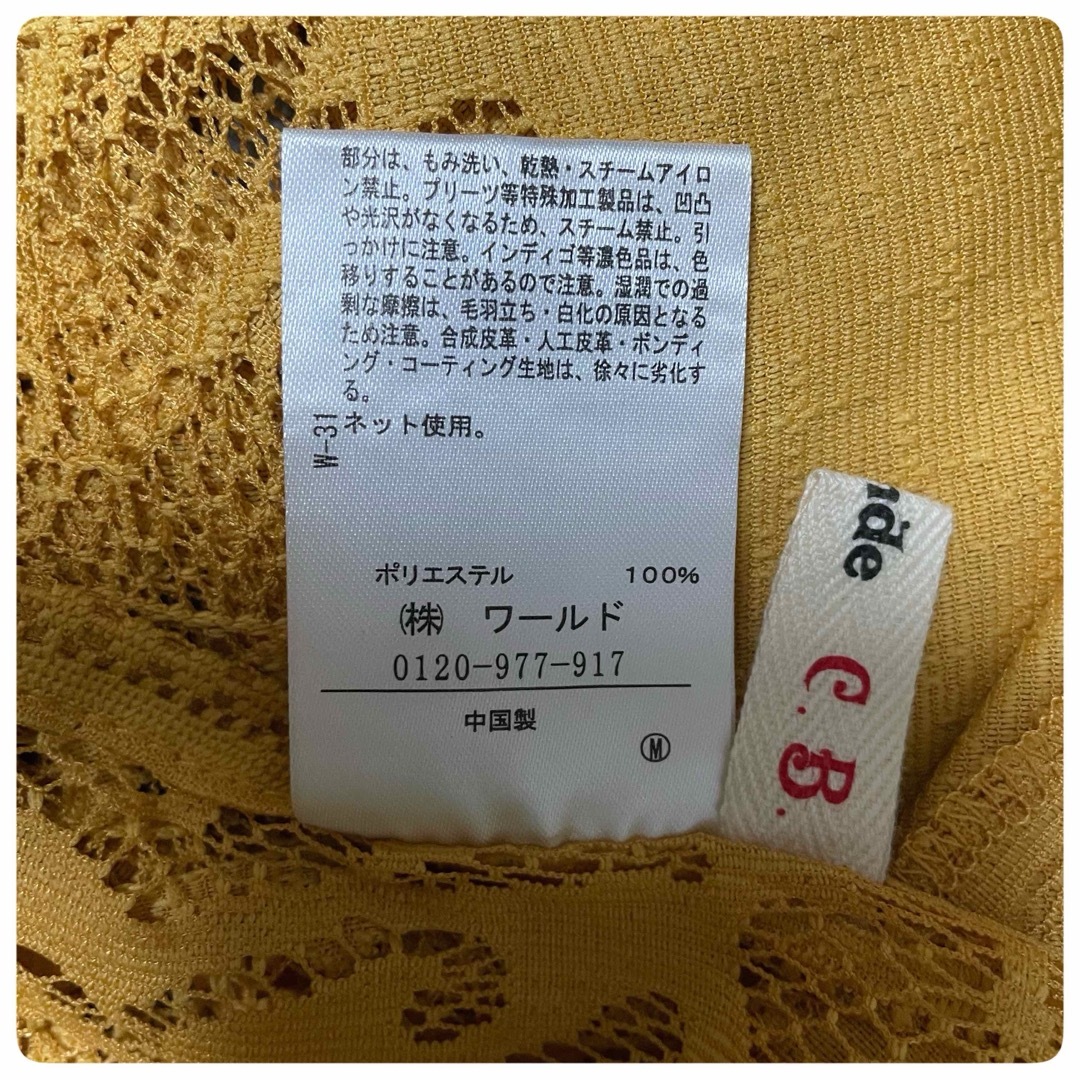 部分は、もみ洗い、乾熱・スチームアイロ
ン禁止。プリーツ等特殊加工製品は、凹凸
や光沢がなくなるため、スチーム禁止。引
っかけに注意。インディゴ等濃色品は、色
移りすることがあるので注意。湿潤での過
剰な摩擦は、毛羽立ち・白化の原因となる
ため注意。合成皮革・人工皮革・ボンディ
ング・コーティング生地は、徐々に劣化す
る。
ネット使用。
W-31
ポリエステル 100%
㈱ ワールド
0120-977-917
中国製
Ⓜ
C.B.